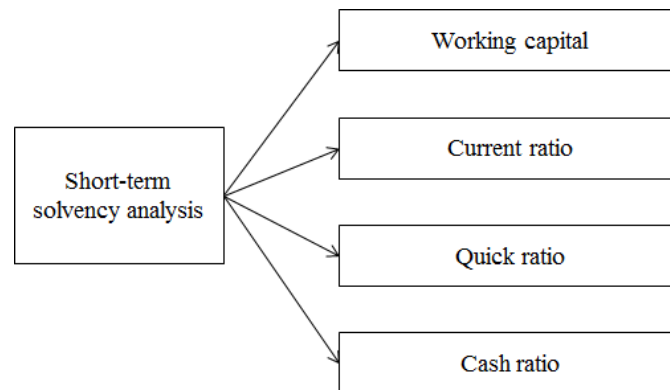 Working capital
Short-term
solvency analysis
Current ratio
Quick ratio
Cash ratio